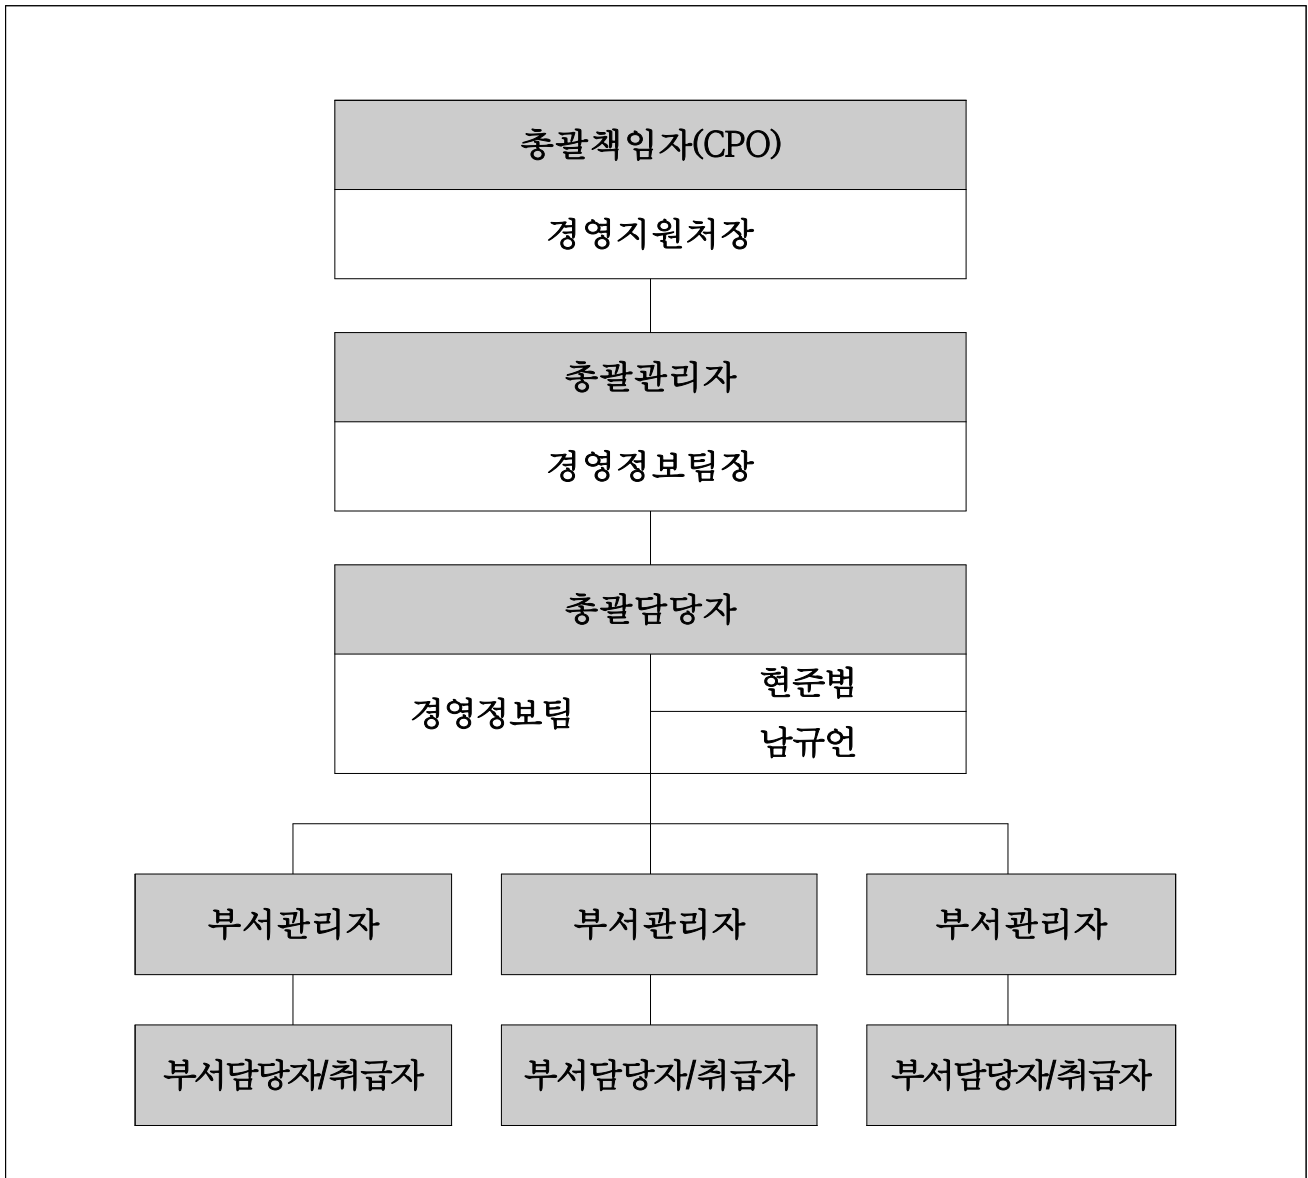 총괄책임자(CPO)
경영지원처장
총괄관리자
경영정보팀장
총괄담당자
경영정보팀
현준범
남규언
부서관리자 부서관리자 부서관리자
부서담당자/취급자 부서담당자/취급자 부서담당자/취급자